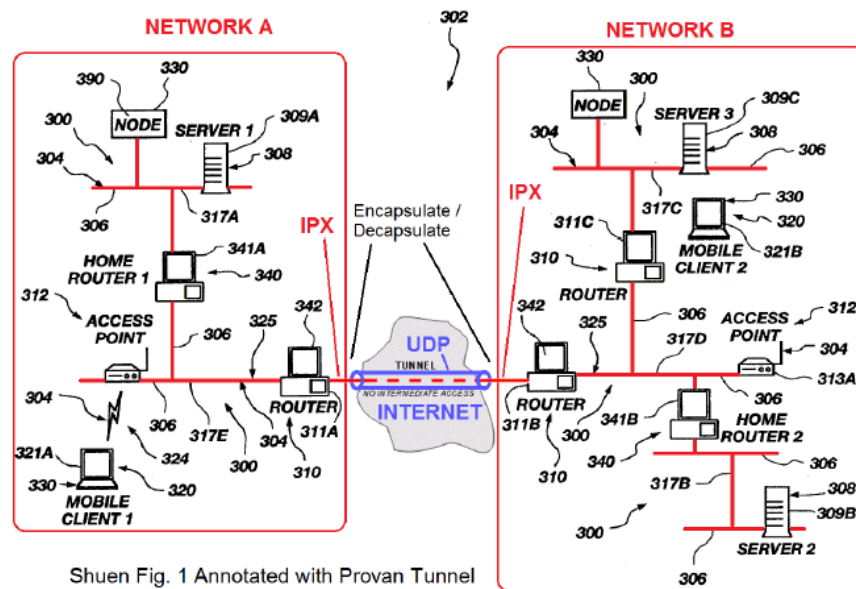 NETWORK A
302
NETWORK B
390
330
NODE
300
309A
SERVER 1
304
308
306
317A
IPX
Encapsulate /
Decapsulate
341A
HOME
ROUTER 1
340
312
ACCESS
POINT
306
325
342
304
306
317E
300
304
ROUTER
311A
310
324
321A
330
320
MOBILE
CLIENT 1
UDP
TUNNEL
NO INTERMEDIATE ACCESS
INTERNET
330
NODE
300
309C
SERVER 3
308
304
306
IPX
317C
330
320
321B
MOBILE
CLIENT 2
311C
310
ROUTER
342
306
325
317D
ACCESS
POINT
312
304
313A
306
311B
ROUTER
310
300
341B
HOME
ROUTER 2
340
306
317B
308
309B
300
306
SERVER 2
Shuen Fig. 1 Annotated with Provan Tunnel